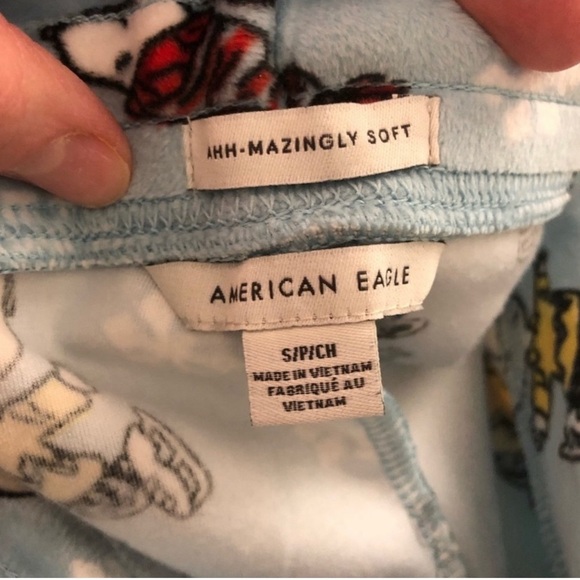 AHH-MAZINGLY SOFT
AMERICAN EAGLE
S/P/CH
MADE IN VIETNAM
FABRIQUÉ AU
VIETNAM